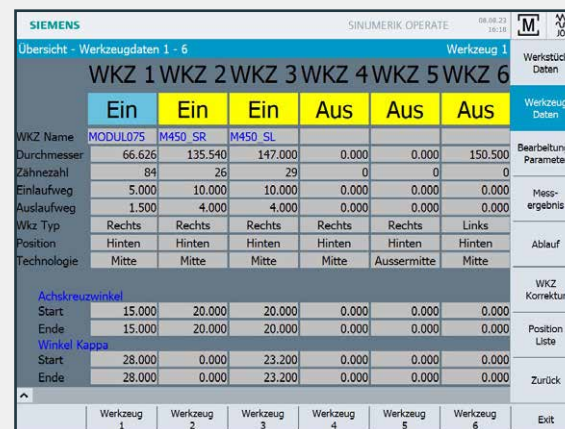 SIEMENS SINUMERIK OPERATE 08.08.23
16:10
M JO
Übersicht - Werkzeugdaten 1 - 6 Werkzeug 1
WKZ 1 WKZ 2 WKZ 3 WKZ 4 WKZ 5 WKZ 6
Ein Ein Ein Aus Aus Aus
WKZ Name MODUL075 M450_SR M450_SL
Durchmesser 66.626 135.540 147.000 0.000 0.000 150.500
Zähnezahl 84 26 29 0 0 0
Einlaufweg 5.000 10.000 10.000 0.000 0.000 0.000
Auslaufweg 1.500 4.000 4.000 0.000 0.000 0.000
Wkz Typ Rechts Rechts Rechts Rechts Rechts Links
Position Hinten Hinten Hinten Hinten Hinten Hinten
Technologie Mitte Mitte Mitte Mitte Aussermitte Mitte
Achskreuzwinkel
Start 15.000 20.000 20.000 0.000 0.000 0.000
Ende 15.000 20.000 20.000 0.000 0.000 0.000
Winkel Kappa
Start 28.000 0.000 23.200 0.000 0.000 0.000
Ende 28.000 0.000 23.200 0.000 0.000 0.000
Werkzeug 1 Werkzeug 2 Werkzeug 3 Werkzeug 4 Werkzeug 5 Werkzeug 6
Werkstück
Daten
Werkzeug
Daten
Bearbeitung
Parameter
Mess-
ergebnis
Ablauf
WKZ
Korrektur
Position
Liste
Zurück
Exit